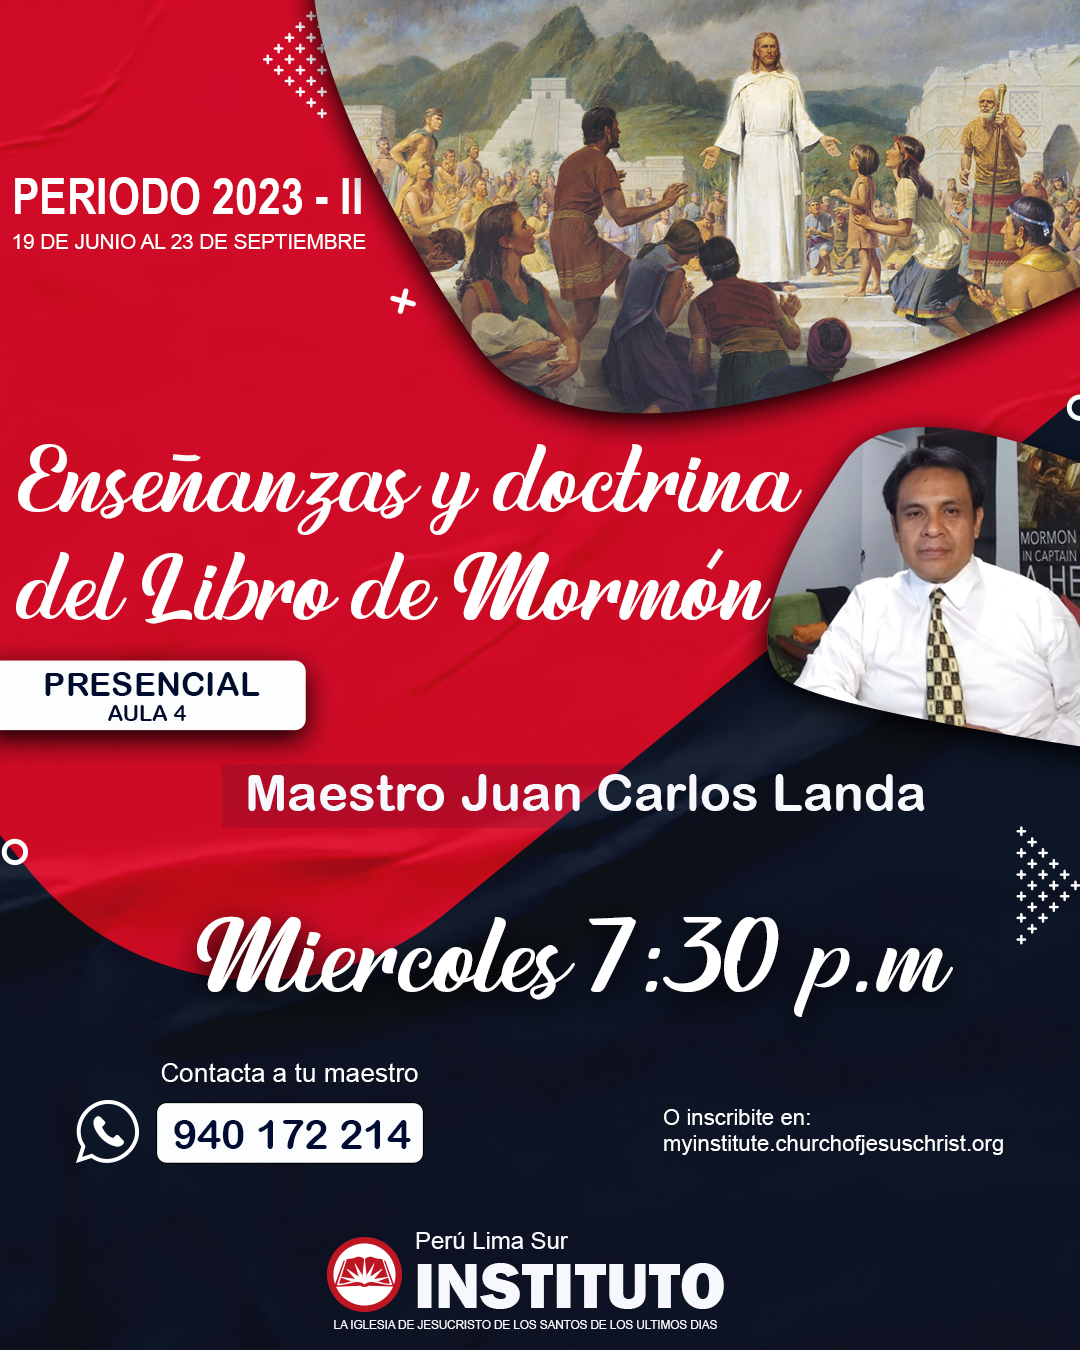 PERIODO 2023 - II
19 DE JUNIO AL 23 DE SEPTIEMBRE
Enseñanzas y doctrina
del Libro de Mormón
MORMON
IN CAPTAIN
A HE
PRESENCIAL
AULA 4
Maestro Juan Carlos Landa
Miercoles 7:30 p.m
Contacta a tu maestro
940 172 214
O inscribite en:
myinstitute.churchofjesuschrist.org
Perú Lima Sur
INSTITUTO
LA IGLESIA DE JESUCRISTO DE LOS SANTOS DE LOS ULTIMOS DIAS